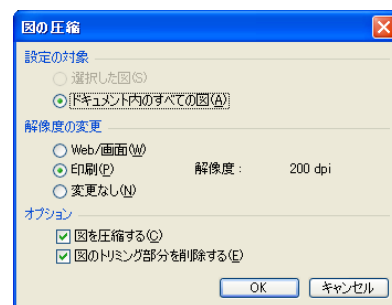 図の圧縮
設定の対象
選択した図(S)
ドキュメント内のすべての図(A)
解像度の変更
Web/画面(W)
印刷(P) 解像度: 200 dpi
変更なし(N)
オプション
図を圧縮する(C)
図のトリミング部分を削除する(E)
OK キャンセル